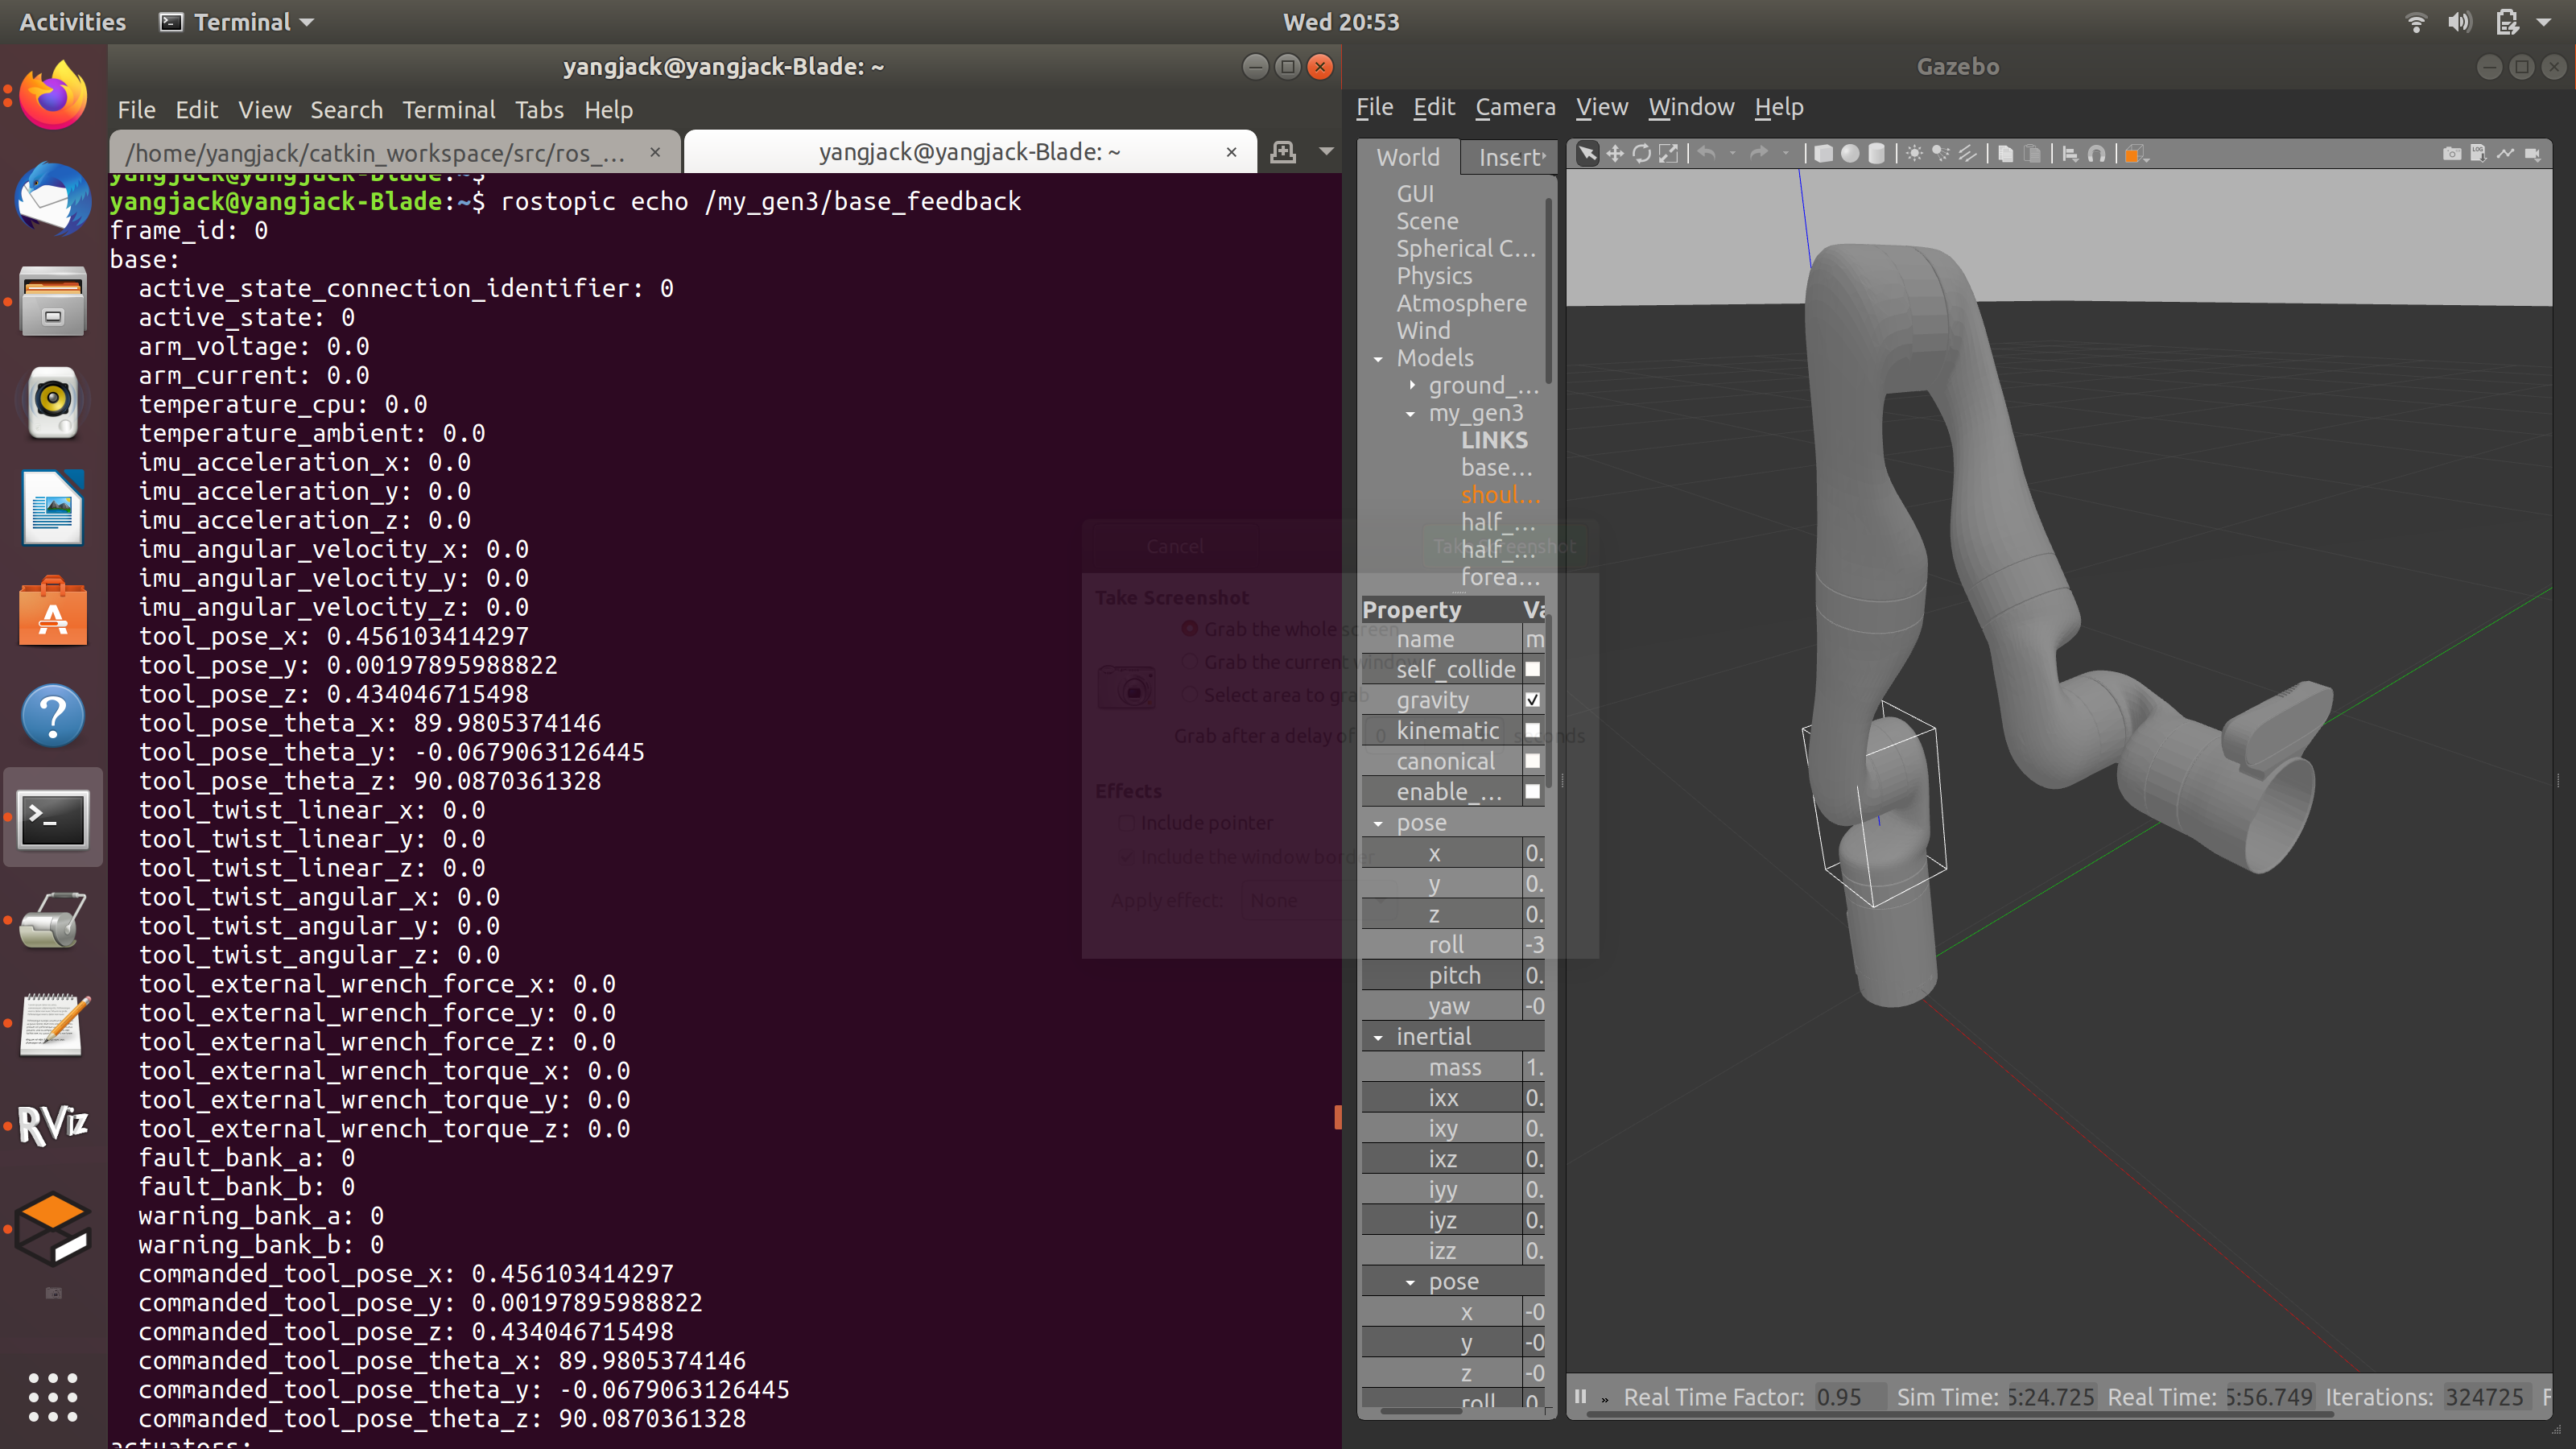 Activities
Terminal
Wed 20:53
yangjack@yangjack-Blade: ~
File Edit View Search Terminal Tabs Help
/home/yangjack/catkin_workspace/src/ros_…
yangjack@yangjack-Blade: ~
yangjack@yangjack-Blade:~$
yangjack@yangjack-Blade:~$ rostopic echo /my_gen3/base_feedback
frame_id: 0
base:
active_state_connection_identifier: 0
active_state: 0
arm_voltage: 0.0
arm_current: 0.0
temperature_cpu: 0.0
temperature_ambient: 0.0
imu_acceleration_x: 0.0
imu_acceleration_y: 0.0
imu_acceleration_z: 0.0
imu_angular_velocity_x: 0.0
imu_angular_velocity_y: 0.0
imu_angular_velocity_z: 0.0
tool_pose_x: 0.456103414297
tool_pose_y: 0.00197895988822
tool_pose_z: 0.434046715498
tool_pose_theta_x: 89.9805374146
tool_pose_theta_y: -0.0679063126445
tool_pose_theta_z: 90.0870361328
tool_twist_linear_x: 0.0
tool_twist_linear_y: 0.0
tool_twist_linear_z: 0.0
tool_twist_angular_x: 0.0
tool_twist_angular_y: 0.0
tool_twist_angular_z: 0.0
tool_external_wrench_force_x: 0.0
tool_external_wrench_force_y: 0.0
tool_external_wrench_force_z: 0.0
tool_external_wrench_torque_x: 0.0
tool_external_wrench_torque_y: 0.0
tool_external_wrench_torque_z: 0.0
fault_bank_a: 0
fault_bank_b: 0
warning_bank_a: 0
warning_bank_b: 0
commanded_tool_pose_x: 0.456103414297
commanded_tool_pose_y: 0.00197895988822
commanded_tool_pose_z: 0.434046715498
commanded_tool_pose_theta_x: 89.9805374146
commanded_tool_pose_theta_y: -0.0679063126445
commanded_tool_pose_theta_z: 90.0870361328
actuators:
RViz
Cancel
Take Screenshot
Take Screenshot
Grab the whole screen
Grab the current window
Select area to grab
Grab after a delay of 0 seconds
Effects
Include pointer
Include the window border
Apply effect: None
Gazebo
File Edit Camera View Window Help
World
Insert
GUI
Scene
Spherical C…
Physics
Atmosphere
Wind
Models
ground_…
my_gen3
LINKS
base…
shoul…
half_…
half_…
forea…
Property
name
self_collide
gravity
kinematic
canonical
enable_…
pose
x 0.
y 0.
z 0.
roll -3
pitch 0.
yaw -0
inertial
mass 1.
ixx 0.
ixy 0.
ixz 0.
iyy 0.
iyz 0.
izz 0.
pose
x -0
y -0
z -0
roll 0
Real Time Factor: 0.95 Sim Time: 5:24.725 Real Time: 5:56.749 Iterations: 324725